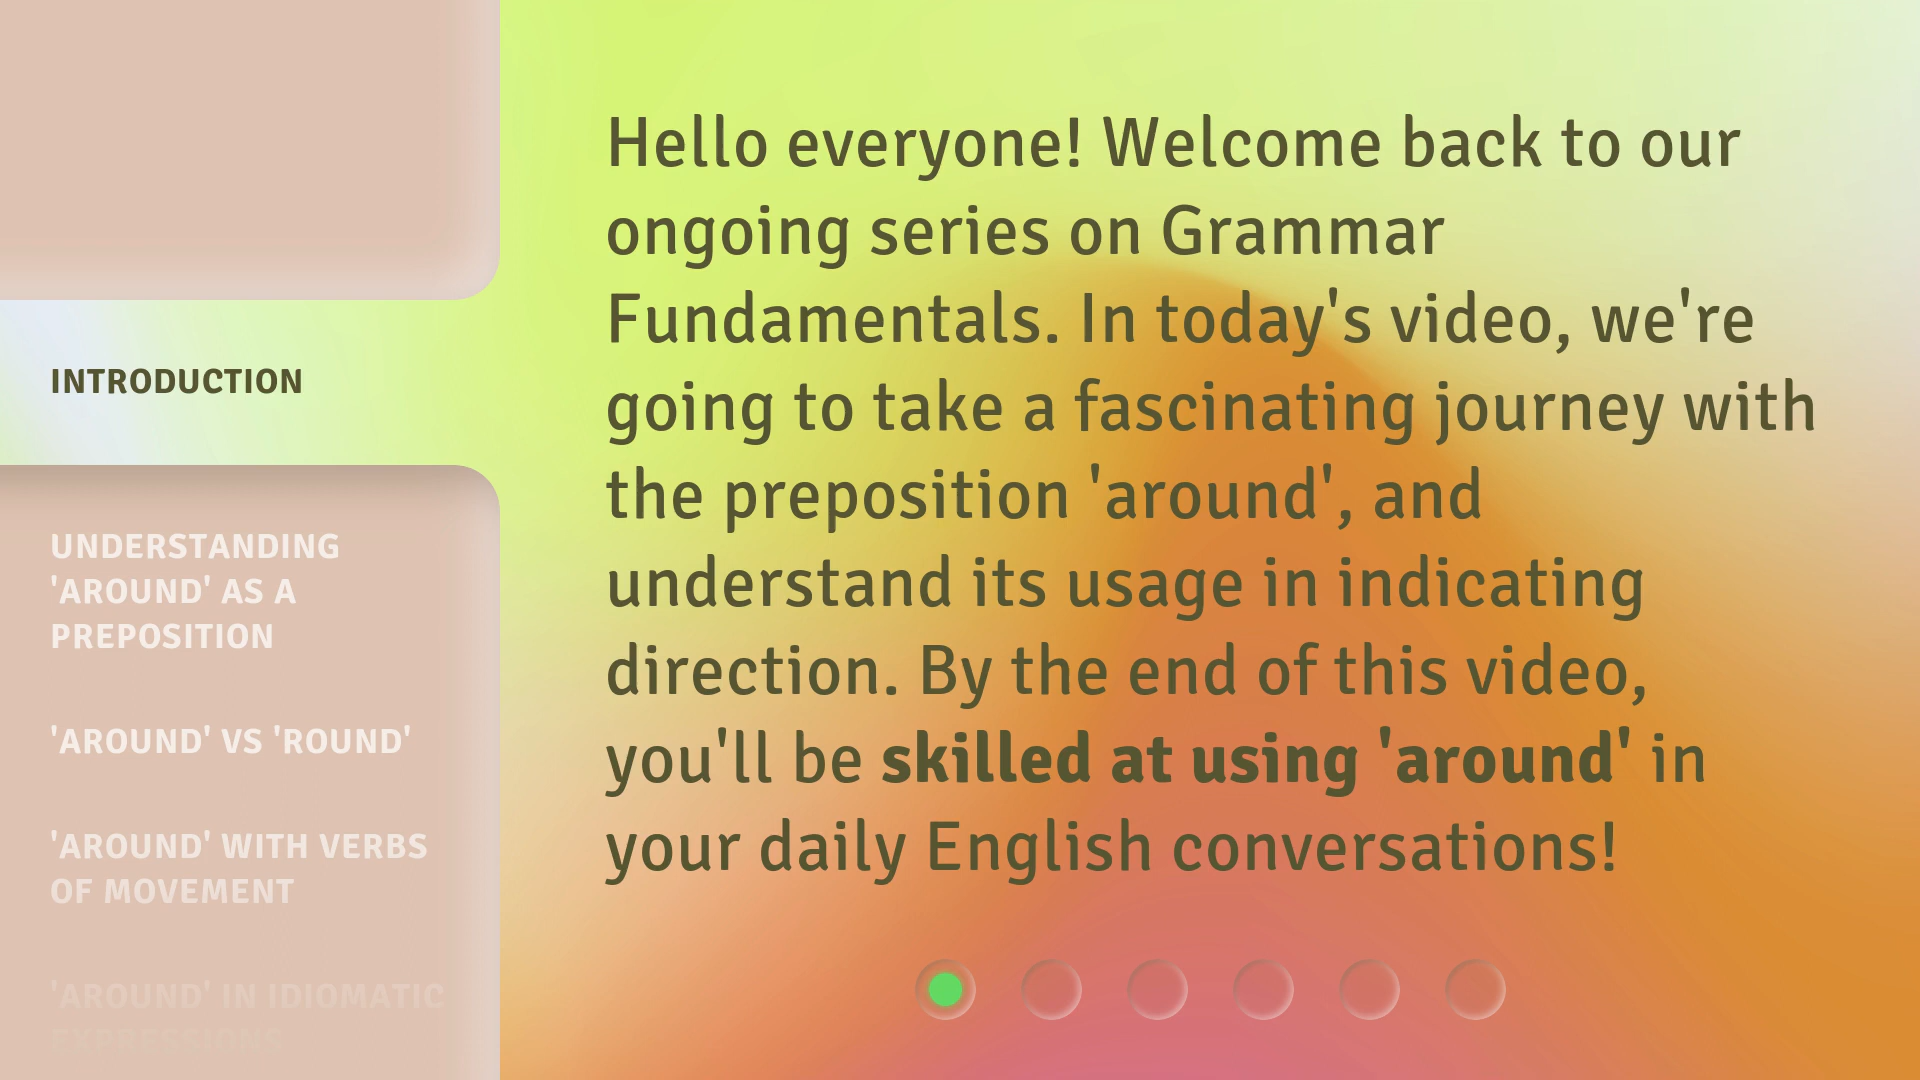 INTRODUCTION
UNDERSTANDING
'AROUND' AS A
PREPOSITION
'AROUND' VS 'ROUND'
'AROUND' WITH VERBS
OF MOVEMENT
'AROUND' IN IDIOMATIC
EXPRESSIONS
Hello everyone! Welcome back to our
ongoing series on Grammar
Fundamentals. In today's video, we're
going to take a fascinating journey with
the preposition 'around', and
understand its usage in indicating
direction. By the end of this video,
you'll be skilled at using 'around' in
your daily English conversations!